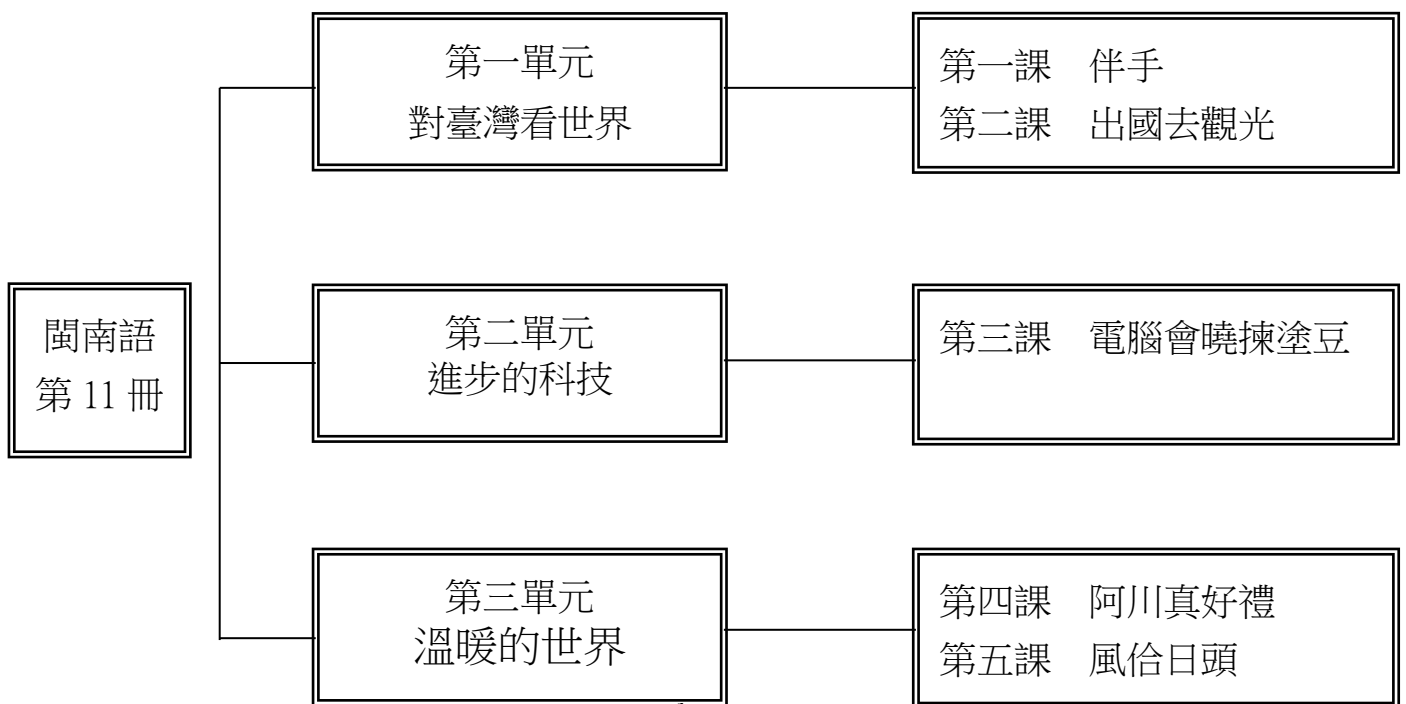 閩南語
第 11 冊
第一單元
對臺灣看世界
第一課　伴手
第二課　出國去觀光
第二單元
進步的科技
第三課　電腦會曉揀塗豆
第三單元
溫暖的世界
第四課　阿川真好禮
第五課　風佮日頭